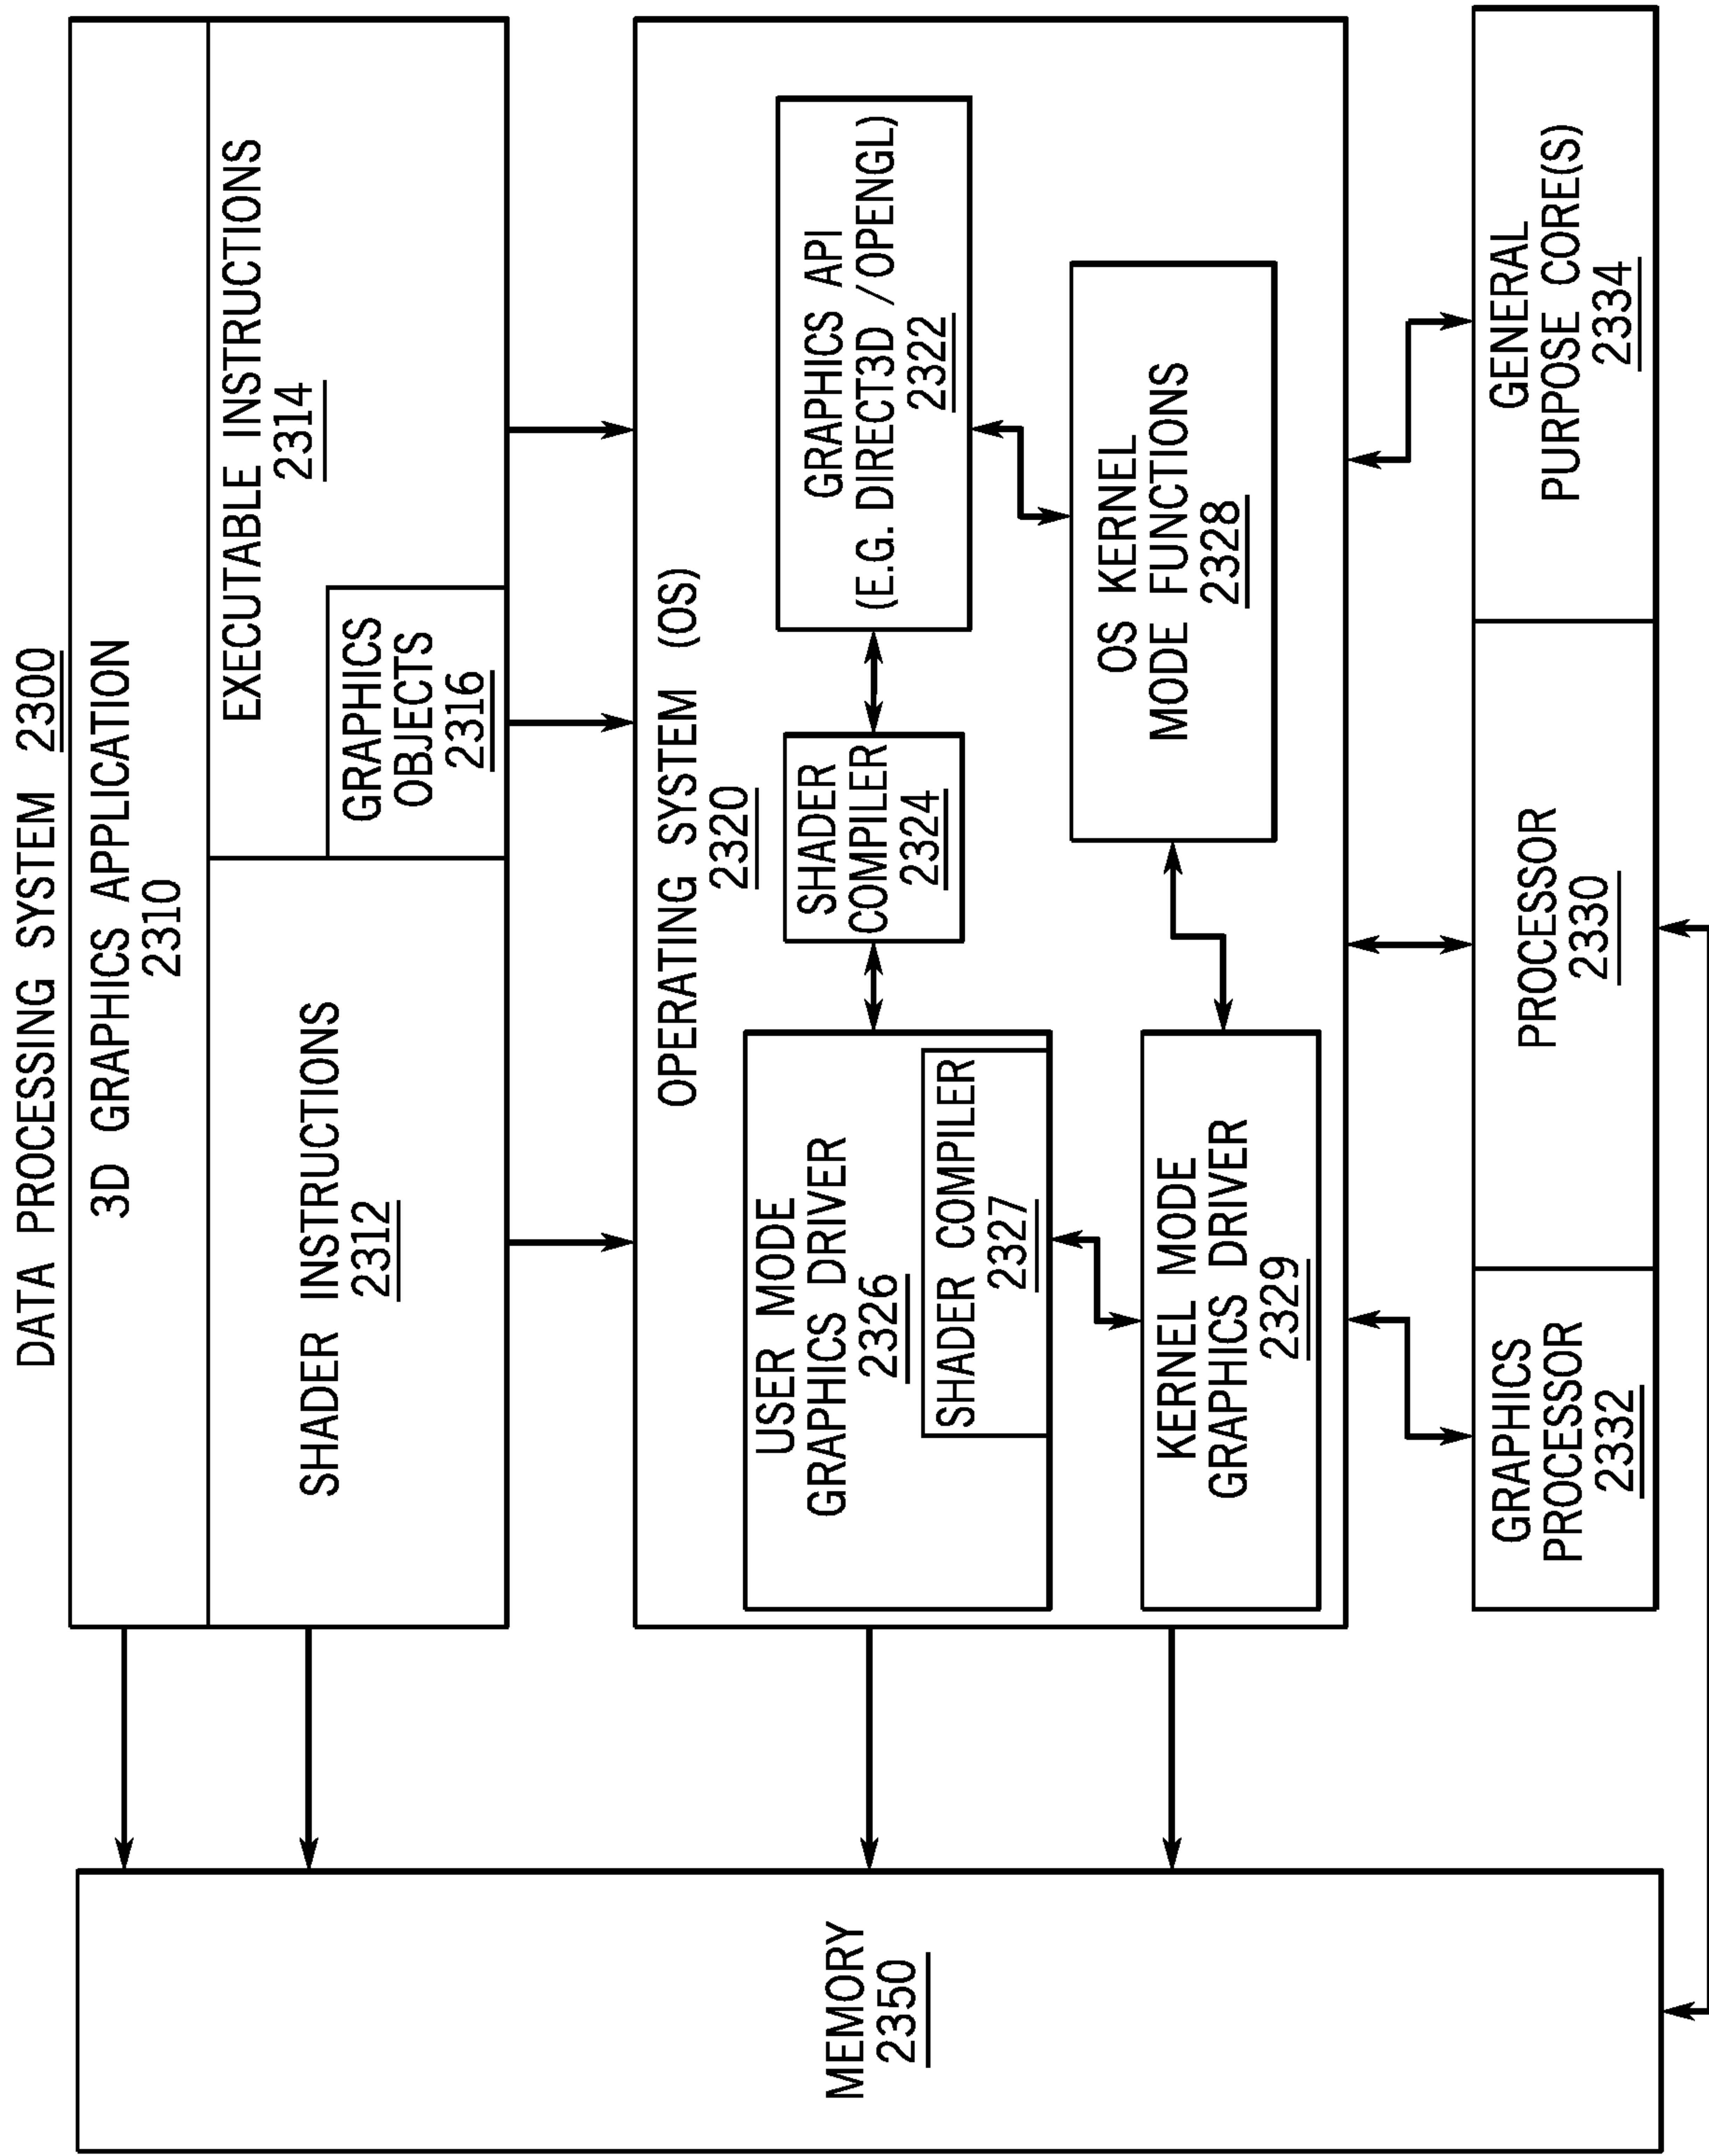 DATA PROCESSING SYSTEM 2300
3D GRAPHICS APPLICATION
2310
SHADER INSTRUCTIONS
2312
EXECUTABLE INSTRUCTIONS
2314
GRAPHICS
OBJECTS
2316
OPERATING SYSTEM (OS)
2320
USER MODE
GRAPHICS DRIVER
2326
SHADER COMPILER
2327
SHADER
COMPILER
2324
GRAPHICS API
(E.G. DIRECT3D/OPENGL)
2322
KERNEL MODE
GRAPHICS DRIVER
2329
OS KERNEL
MODE FUNCTIONS
2328
GRAPHICS
PROCESSOR
2332
PROCESSOR
2330
GENERAL
PURPOSE CORE(S)
2334
MEMORY
2350